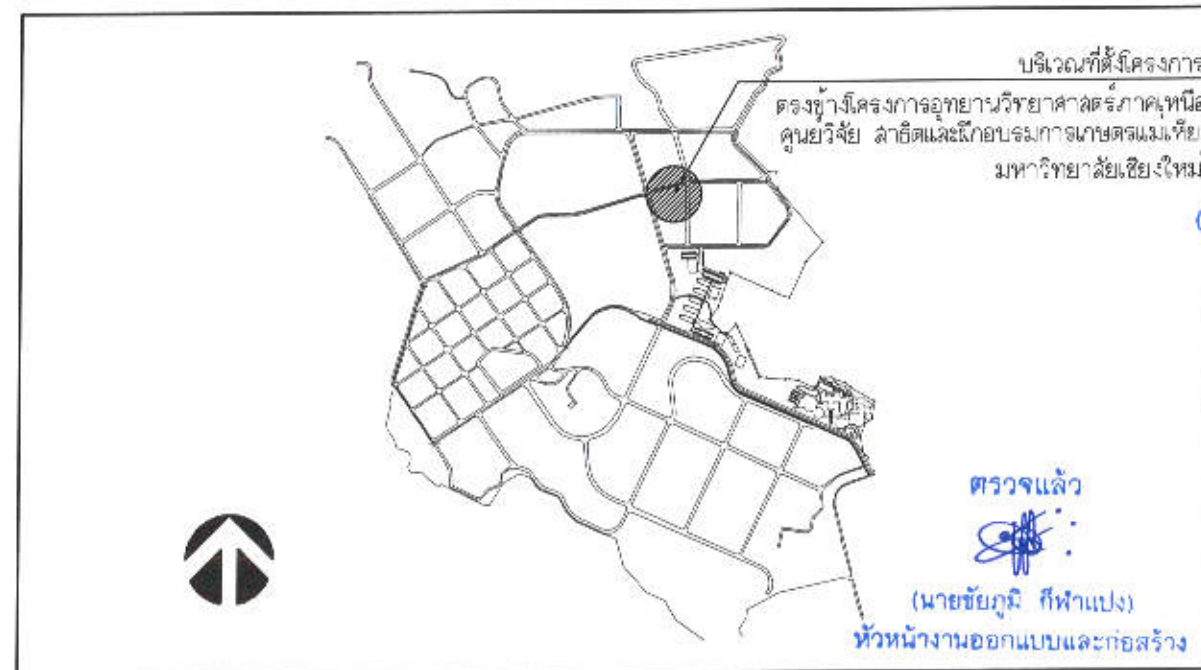 บริเวณที่ตั้งโครงการ
ตรงข้ามโครงการอุทยานวิทยาศาสตร์ภาคเหนือ
ศูนย์วิจัย สาธิตและฝึกอบรมการเกษตรแม่เหีย
มหาวิทยาลัยเชียงใหม่
ตรวจแล้ว
(นายชัยภูมิ กีฬาแปง)
หัวหน้างานออกแบบและก่อสร้าง